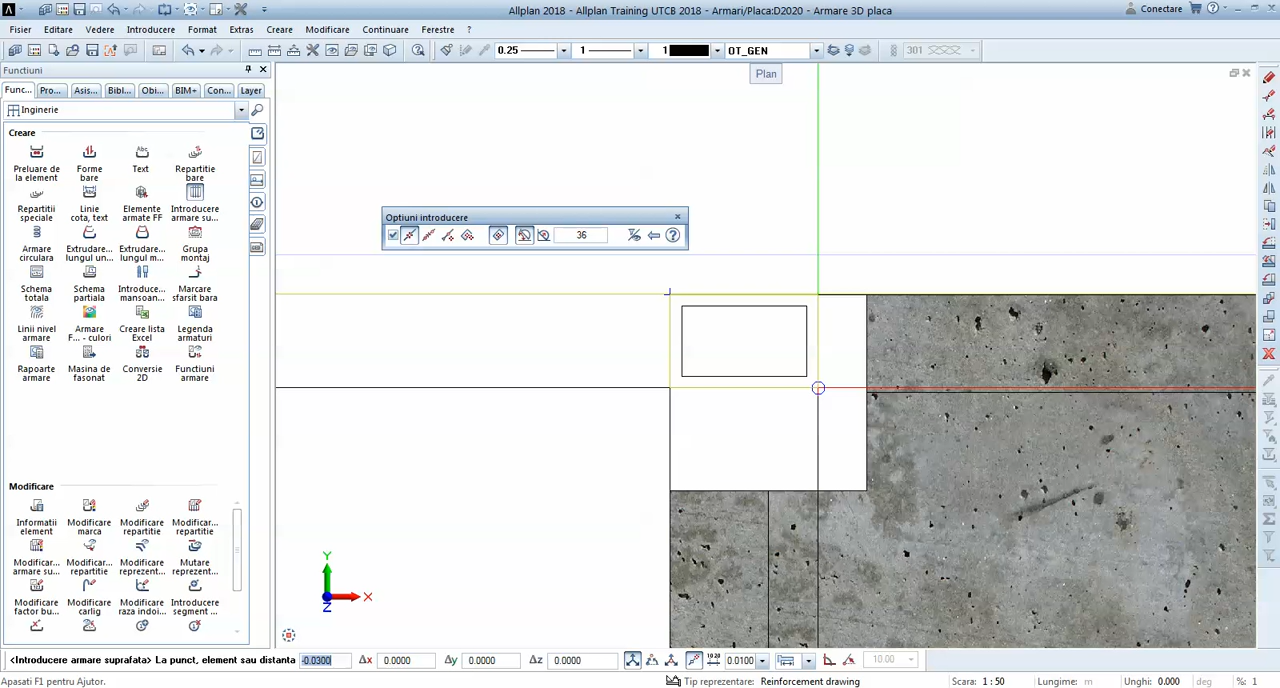 Allplan 2018 - Allplan Training UTCB 2018 - Armari/Placa:D2020 - Armare 3D placa
Conectare
Fisier Editare Vedere Introducere Format Extras Creare Modificare Continuare Ferestre ?
0.25 1 1 OT_GEN 301
Functiuni
Plan
Func... Pro... Asis... Bibl... Obi... BIM+ Con... Layer
Inginerie
Creare
Preluare de la element
Forme bare
Text
Repartitie bare
Repartitii speciale
Linie cota, text
Elemente armate FF
Introducere armare su...
Armare circulara
Extrudare... lungul un...
Extrudar... lungul m...
Grupa montaj
Schema totala
Schema partiala
Introduce... mansoan...
Marcare sfarsit bara
Linii nivel armare
Armare F... - culori
Creare lista Excel
Legenda armaturi
Rapoarte armare
Masina de fasonat
Conversie 2D
Functiuni armare
Optiuni introducere
36
Modificare
Informatii element
Modificare marca
Modificare repartitie
Modificar... repartitie
Modificar... armare su...
Modificar... repartitie
Modificare reprezent...
Mutare reprezent...
Modificare factor bu...
Modificare carlig
Modificare raza indoi...
Introducere segment ...
Y
X
Z
<Introducere armare suprafata> La punct, element sau distanta -0.0300 Δx 0.0000 Δy 0.0000 Δz 0.0000 0.0100 10.00
Apasati F1 pentru Ajutor. Tip reprezentare: Reinforcement drawing Scara: 1 : 50 Lungime: m Unghi: 0.000 deg %: 1